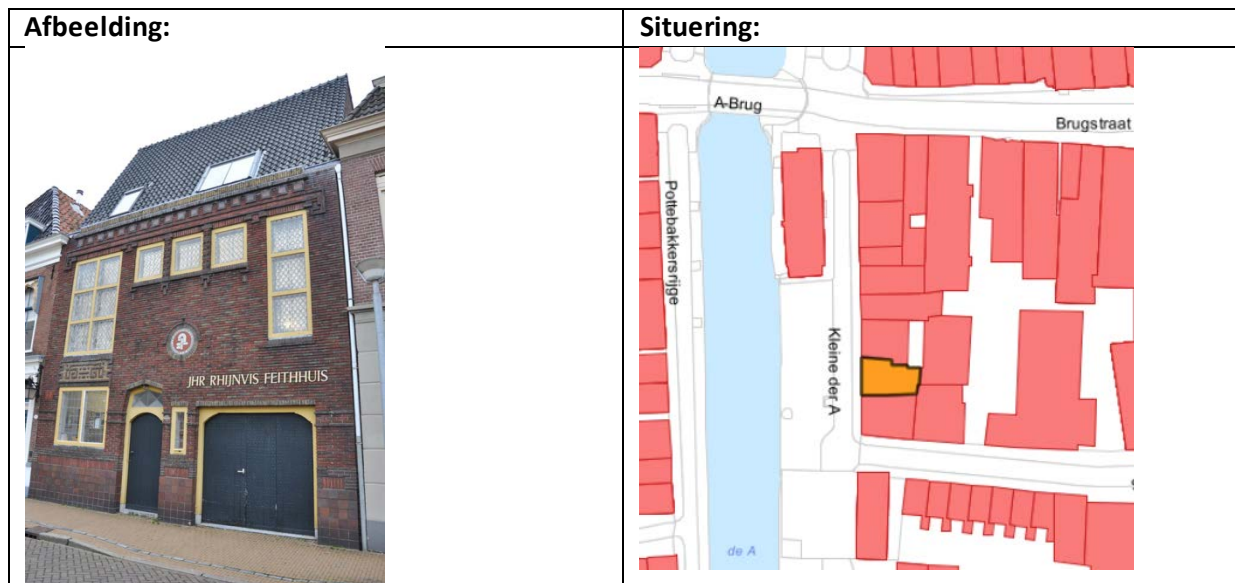 Afbeelding:
Situering:
JHR RHIJNVIS FEITHHUIS
A-Brug
Brugstraat
Pottebakkersrijge
Kleine der A
de A